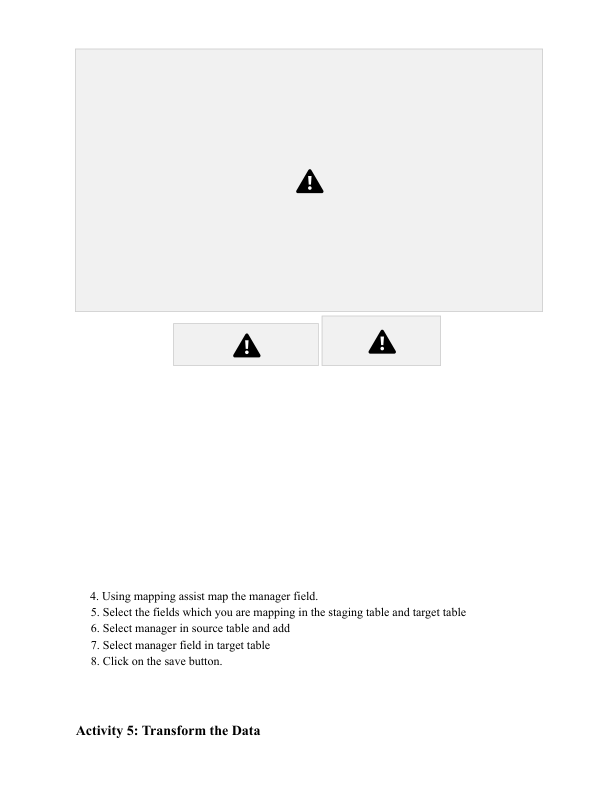 4. Using mapping assist map the manager field.
5. Select the fields which you are mapping in the staging table and target table
6. Select manager in source table and add
7. Select manager field in target table
8. Click on the save button.
Activity 5: Transform the Data